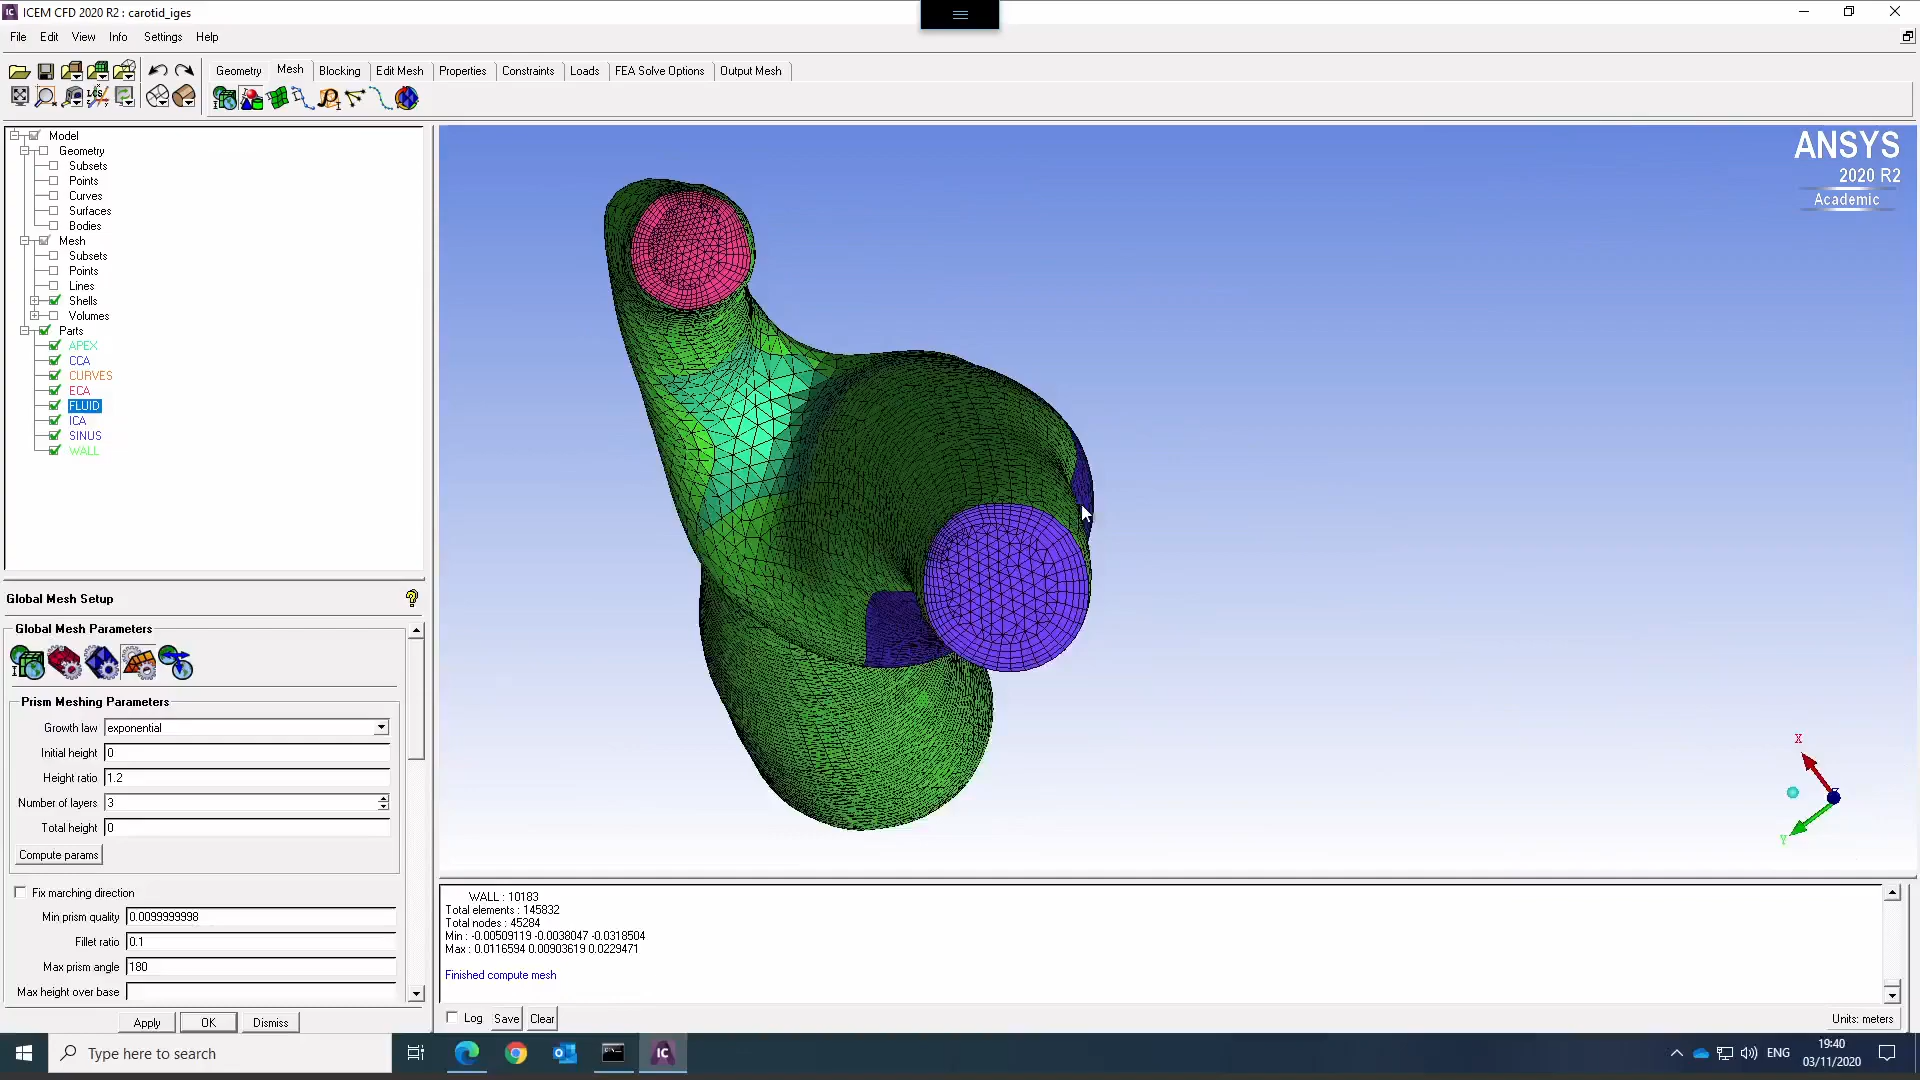 ICEM CFD 2020 R2 : carotid_iges
File Edit View Info Settings Help
Geometry Mesh Blocking Edit Mesh Properties Constraints Loads FEA Solve Options Output Mesh
LCS
Model
Geometry
Subsets
Points
Curves
Surfaces
Bodies
Mesh
Subsets
Points
Lines
Shells
Volumes
Parts
APEX
CCA
CURVES
ECA
FLUID
ICA
SINUS
WALL
ANSYS
2020 R2
Academic
Global Mesh Setup
Global Mesh Parameters
Prism Meshing Parameters
Growth law exponential
Initial height 0
Height ratio 1.2
Number of layers 3
Total height 0
Compute params
Fix marching direction
Min prism quality 0.0099999998
Fillet ratio 0.1
Max prism angle 180
Max height over base
Apply OK Dismiss
X
Z
Y
WALL : 10183
Total elements : 145832
Total nodes : 45284
Min : -0.00509119 -0.0038047 -0.0318504
Max : 0.0116594 0.00903619 0.0229471
Finished compute mesh
Log Save Clear
Units: meters
Type here to search
IC
ENG
19:40
03/11/2020